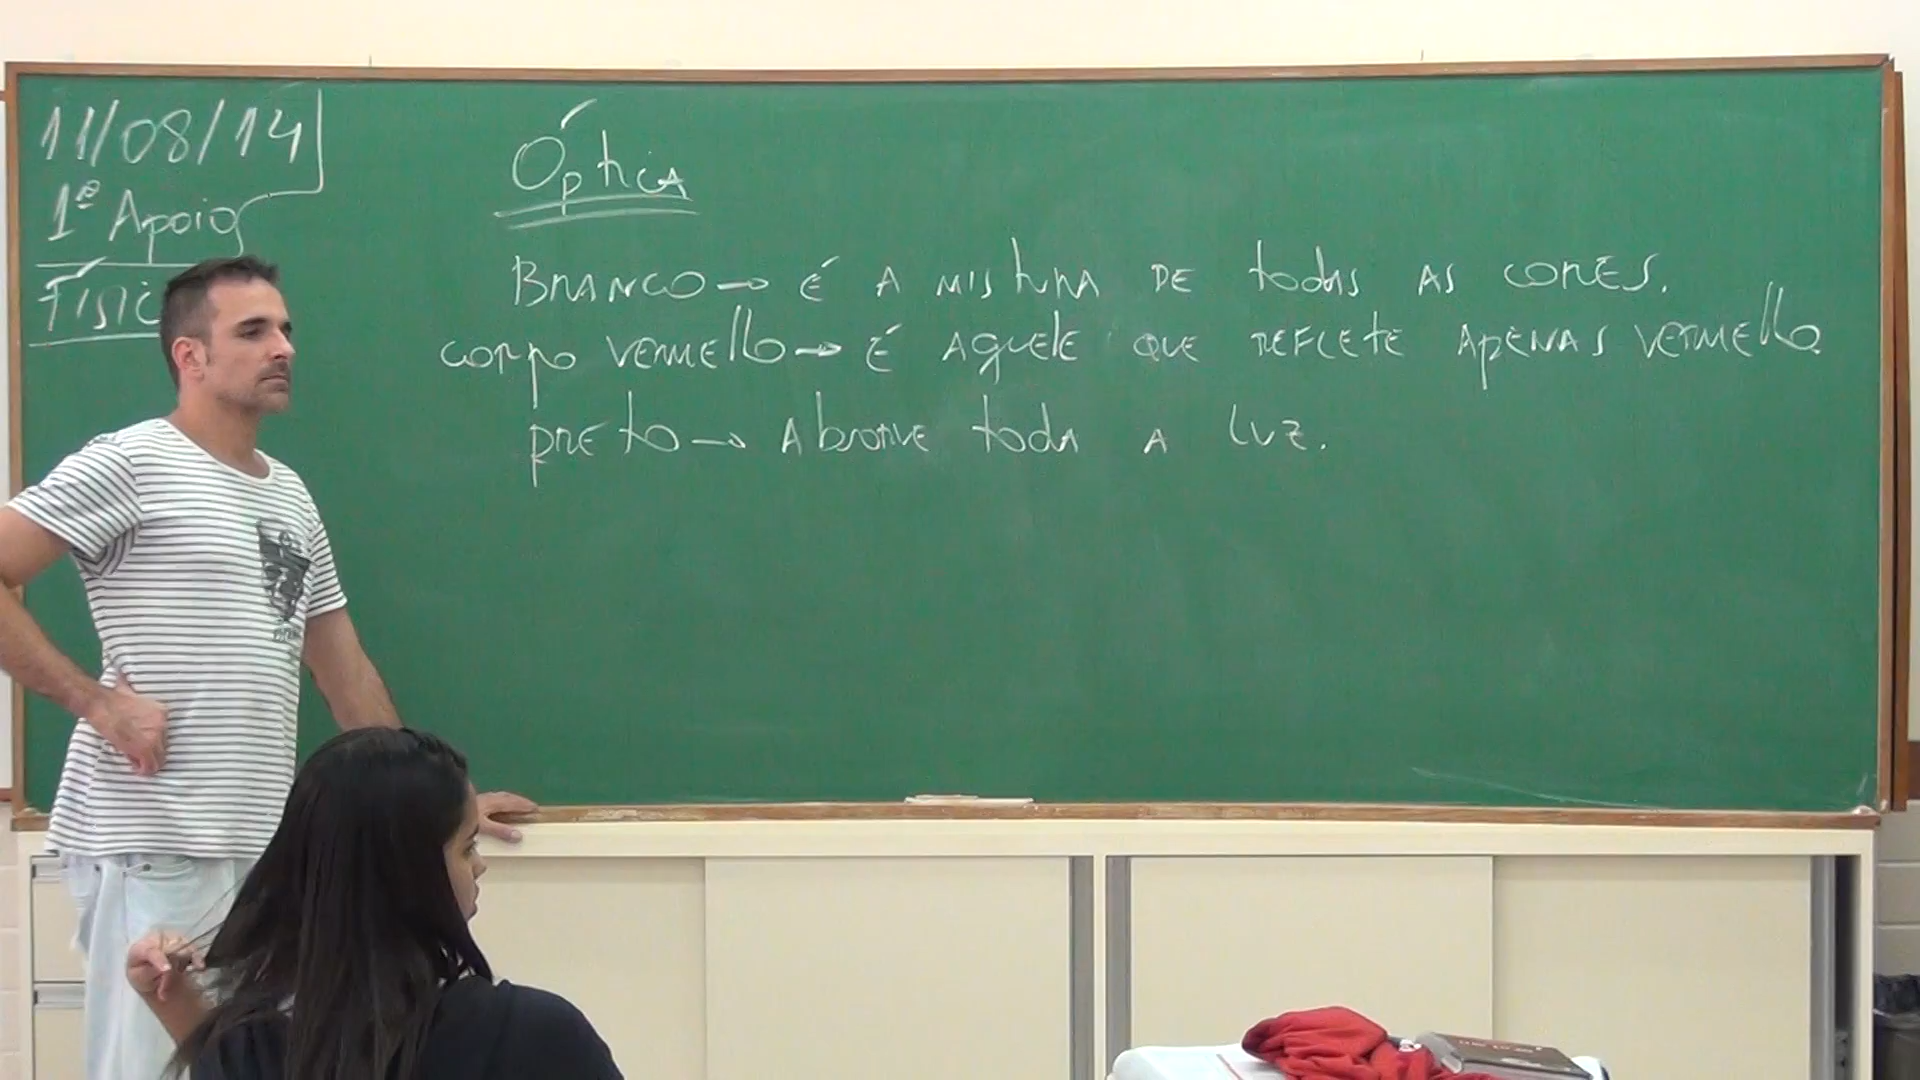 11/08/14
1º Apoio
Físic
Óptica
Branco → é a mistura de todas as cores.
corpo vermello → é aquele que reflete apenas vermello.
preto → Absorve toda a luz.